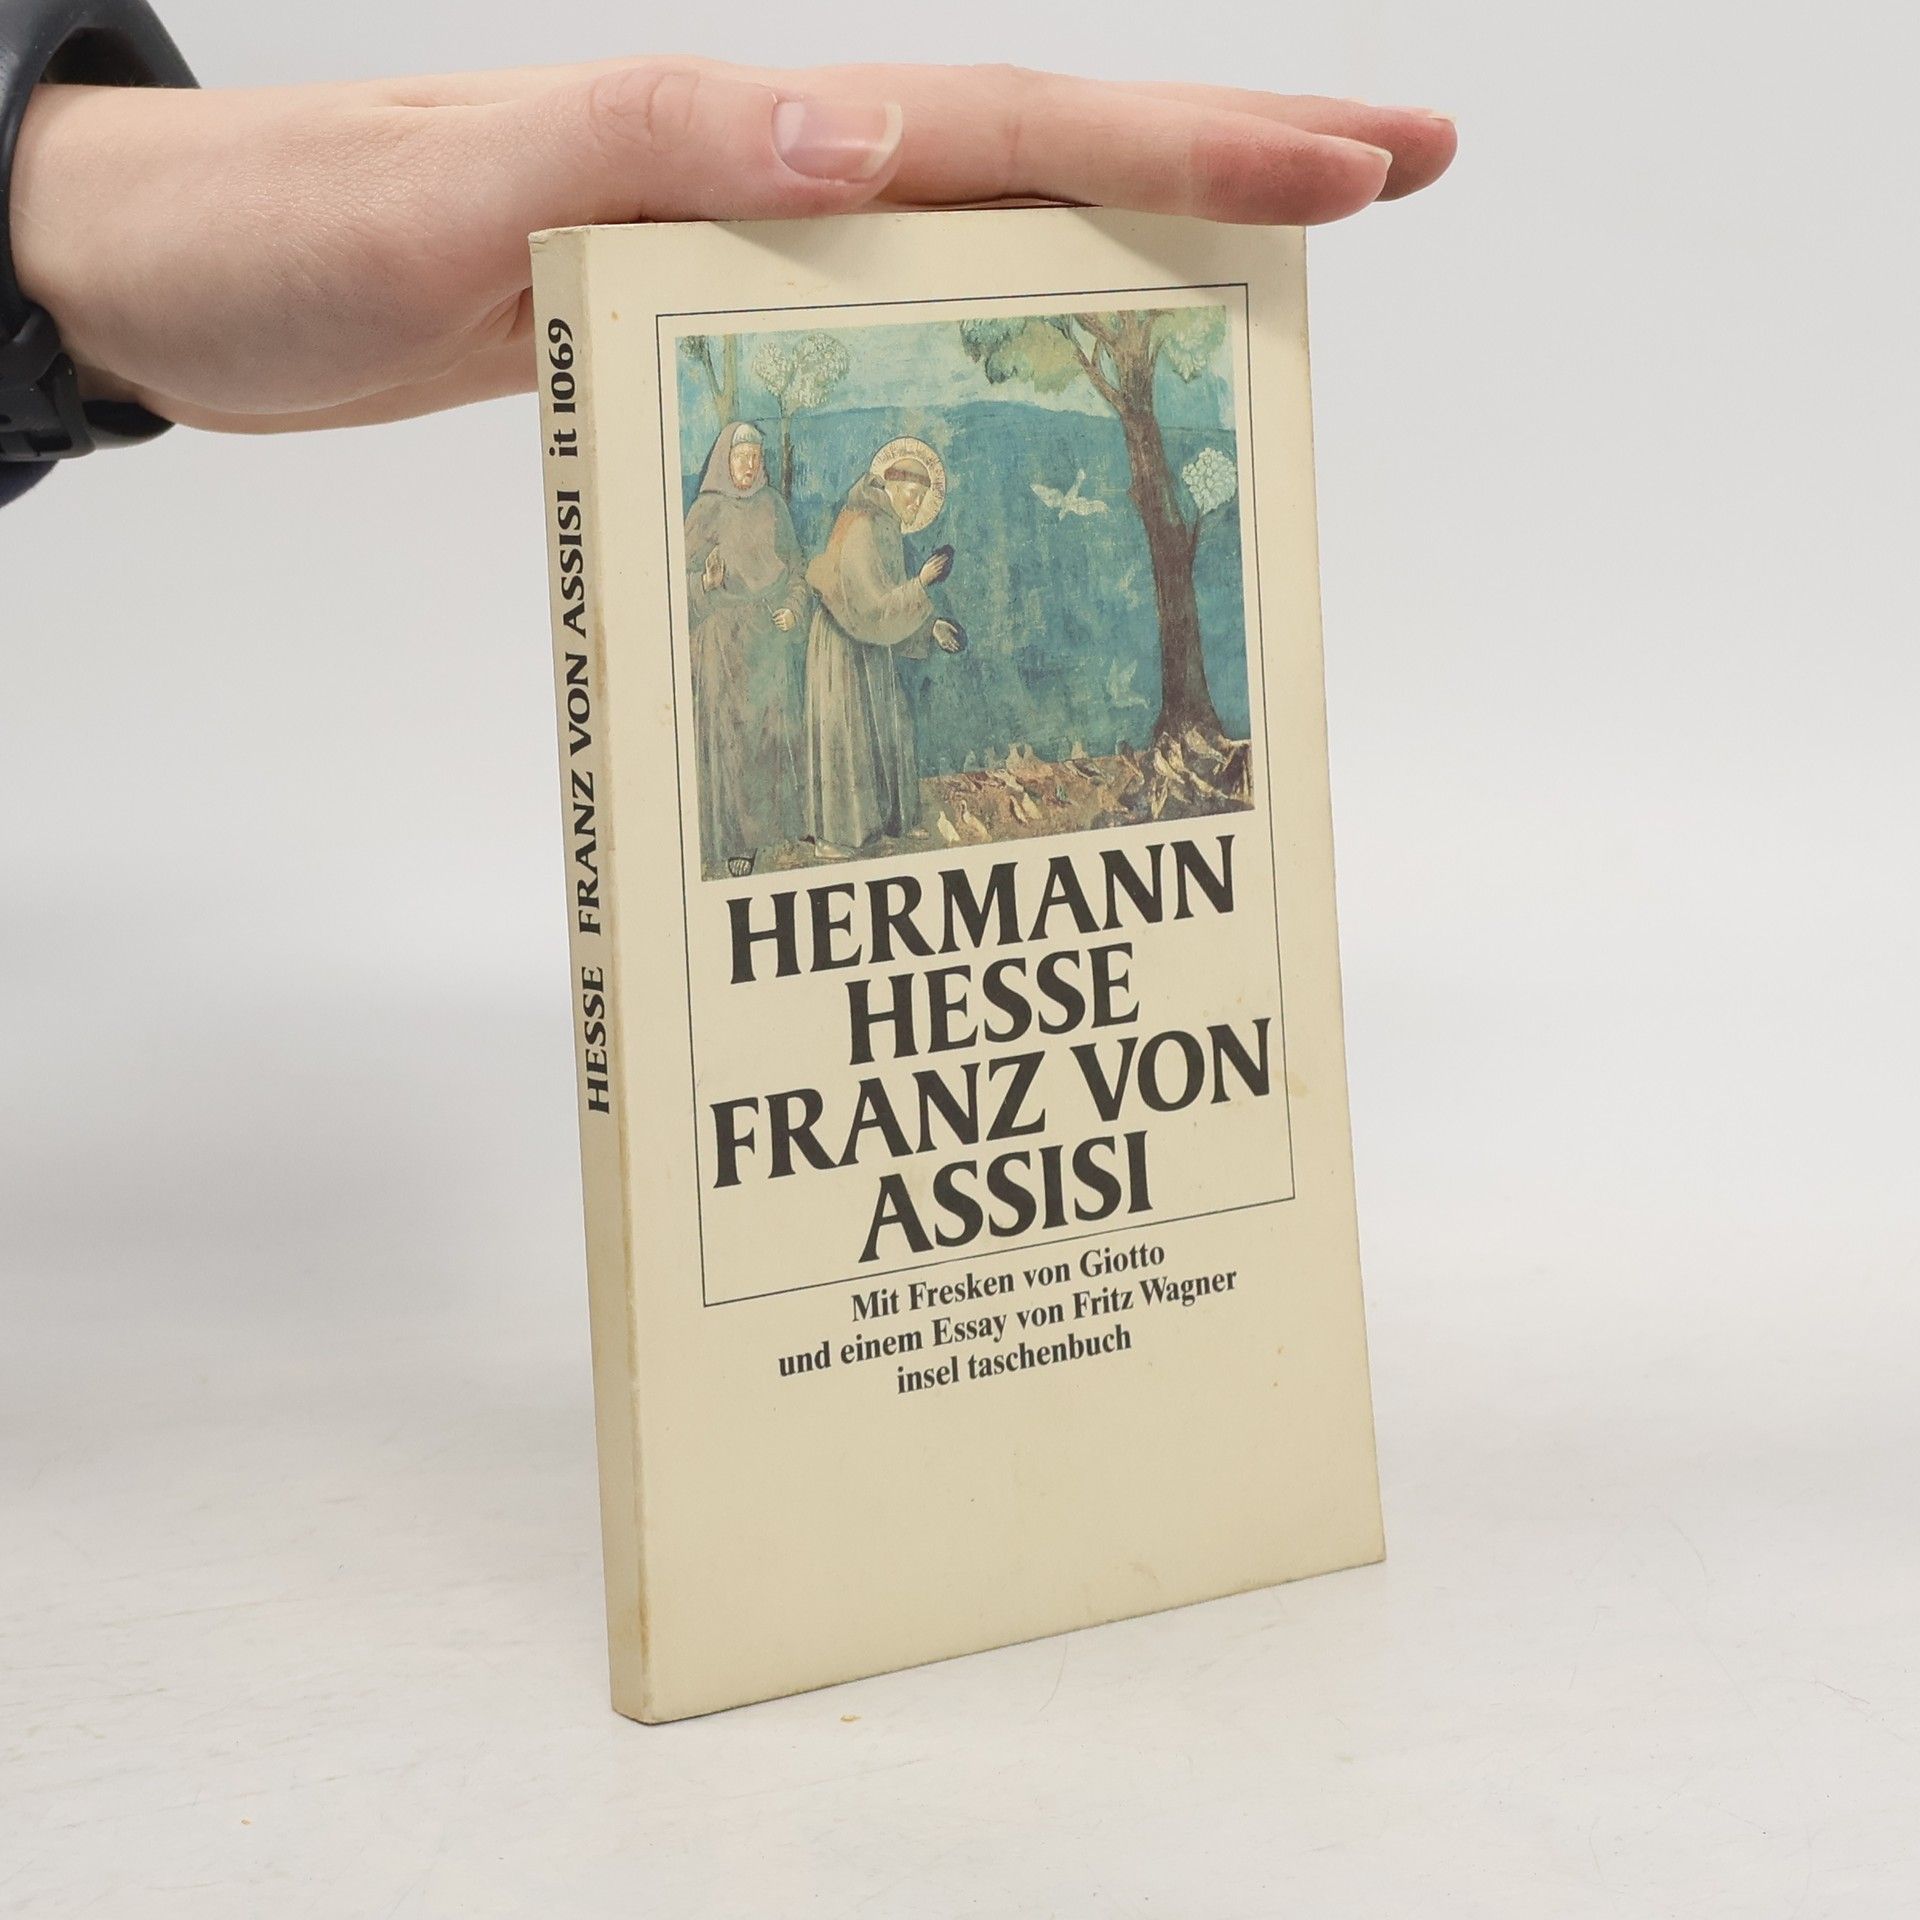 HESSE FRANZ VON ASSISI it 1069
HERMANN
HESSE
FRANZ VON
ASSISI
Mit Fresken von Giotto
und einem Essay von Fritz Wagner
insel taschenbuch